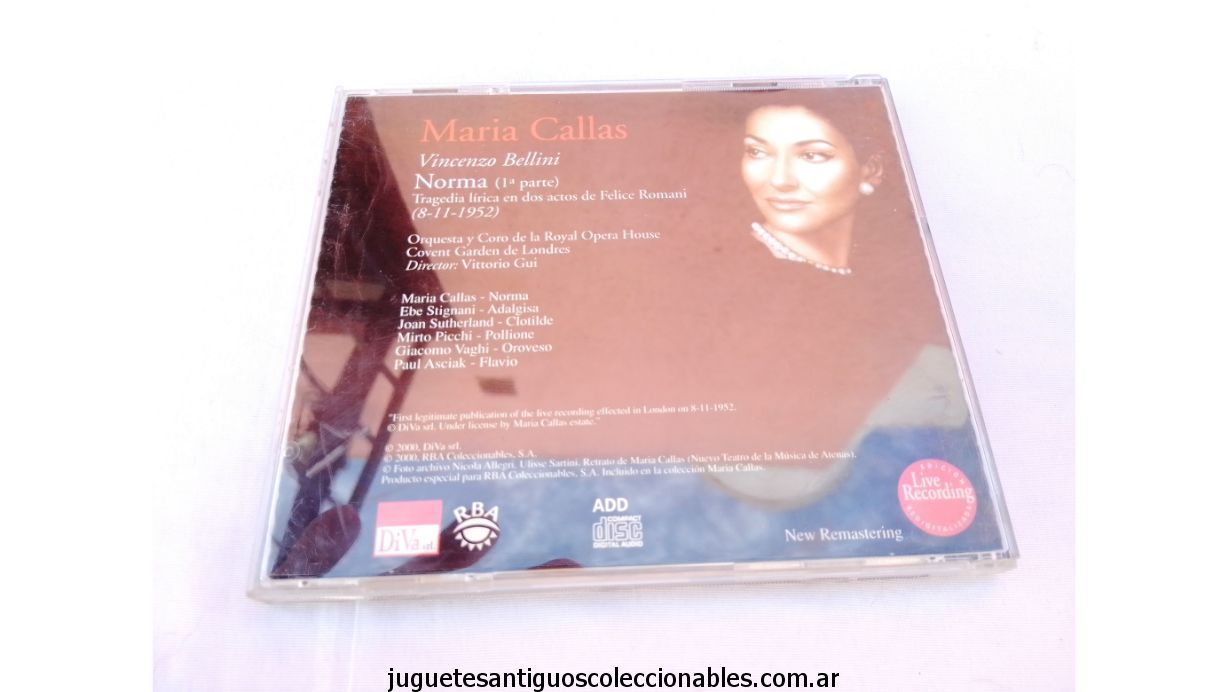 Maria Callas
Vincenzo Bellini
Norma (1ª parte)
Tragedia lírica en dos actos de Felice Romani
(8-11-1952)
Orquesta y Coro de la Royal Opera House
Covent Garden de Londres
Director: Vittorio Gui
Maria Callas - Norma
Ebe Stignani - Adalgisa
Joan Sutherland - Clotilde
Mirto Picchi - Pollione
Giacomo Vaghi - Oroveso
Paul Asciak - Flavio
"First legitimate publication of the live recording effected in London on 8-11-1952.
© DiVa srl. Under license by Maria Callas estate."
© 2000, DiVa srl.
© 2000, RBA Coleccionables, S.A.
© Foto archivo Nicola Allegri. Ulisse Sartini. Retrato de Maria Callas (Nuevo Teatro de la Música de Atenas).
Producto especial para RBA Coleccionables, S.A. Incluido en la colección Maria Callas.
DiVa srl.
RBA
ADD
COMPACT
disc
DIGITAL AUDIO
New Remastering
EDICIÓN
Live
Recording
REDIGITALIZADA
juguetesantiguoscoleccionables.com.ar